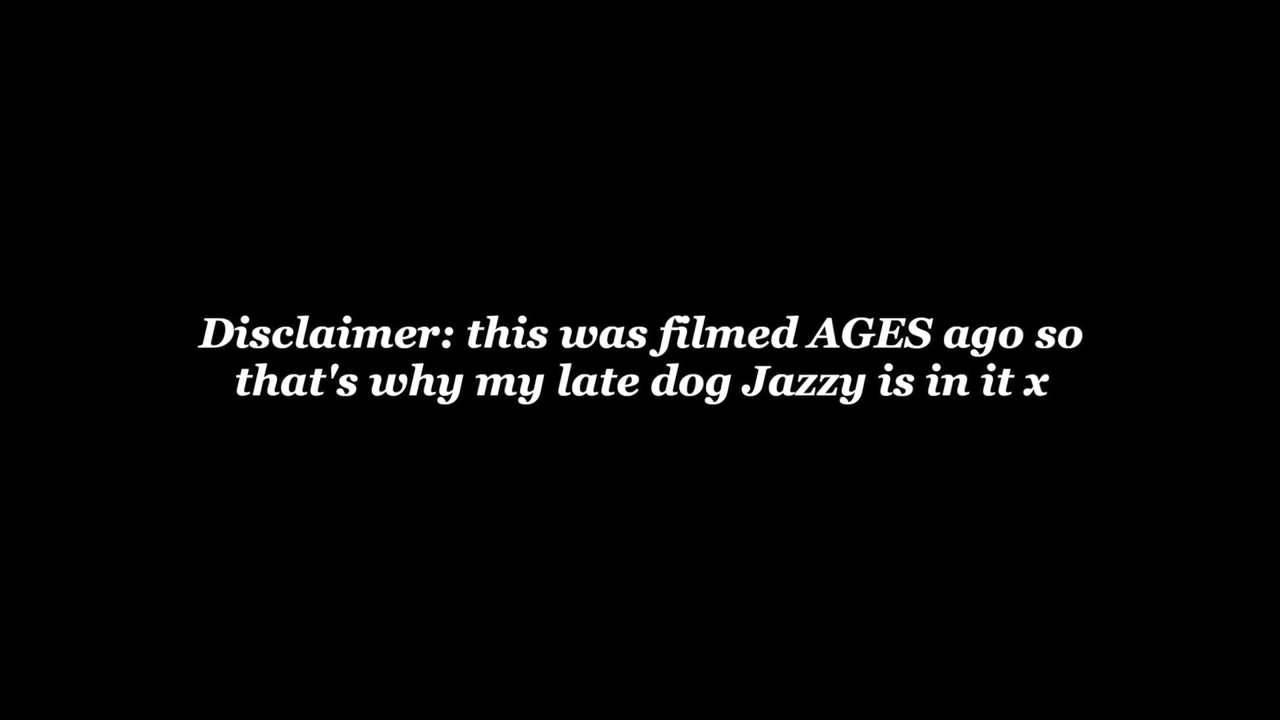 Disclaimer: this was filmed AGES ago so
that's why my late dog Jazzy is in it x